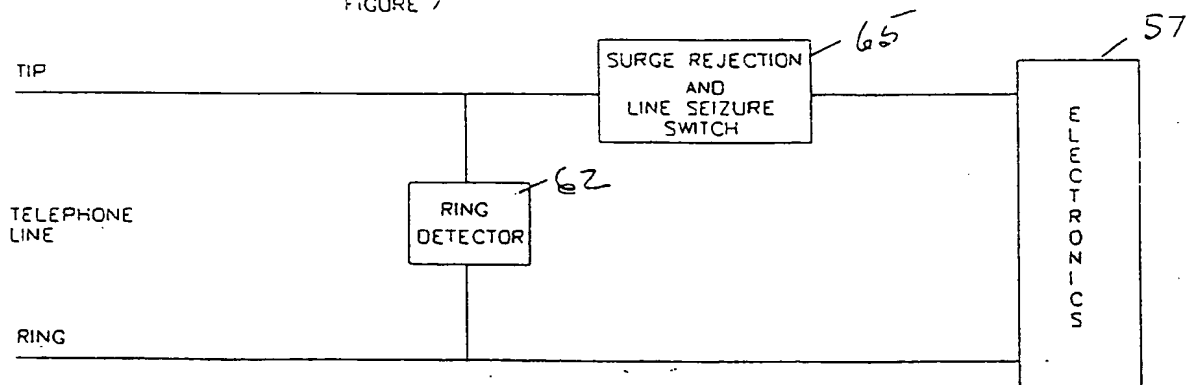 FIGURE 7
65
57
SURGE REJECTION
AND
LINE SEIZURE
SWITCH
TIP
ELECTRONICS
62
RING
DETECTOR
TELEPHONE
LINE
RING